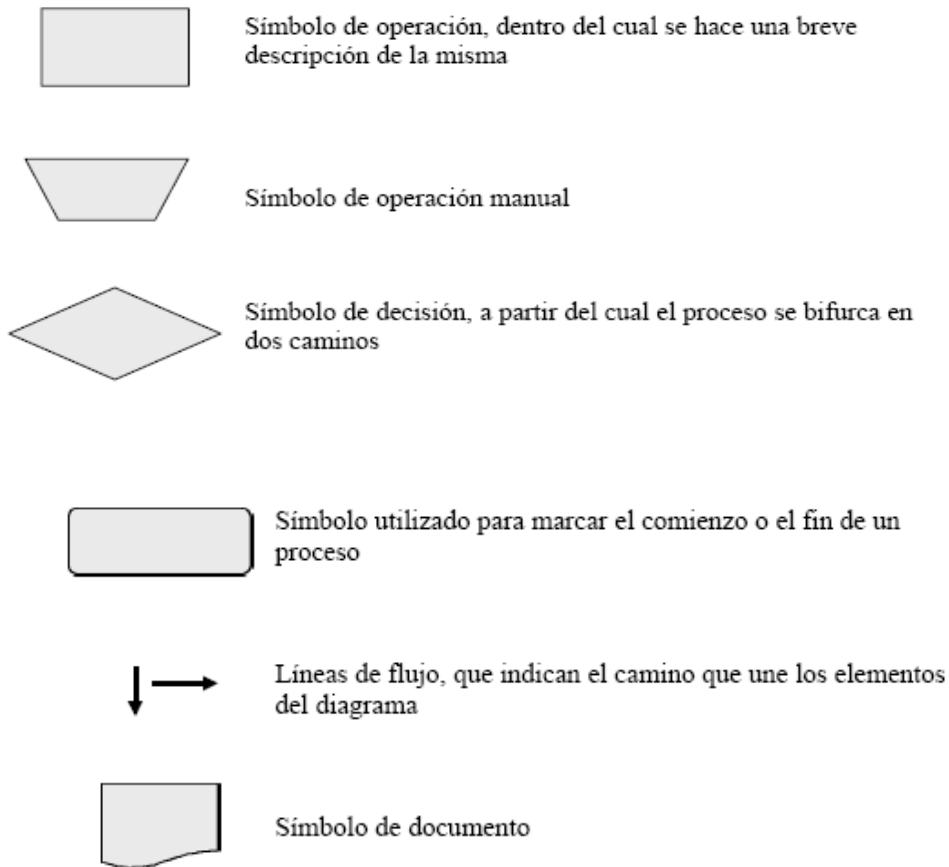 Símbolo de operación, dentro del cual se hace una breve
descripción de la misma
Símbolo de operación manual
Símbolo de decisión, a partir del cual el proceso se bifurca en
dos caminos
Símbolo utilizado para marcar el comienzo o el fin de un
proceso
Líneas de flujo, que indican el camino que une los elementos
del diagrama
Símbolo de documento